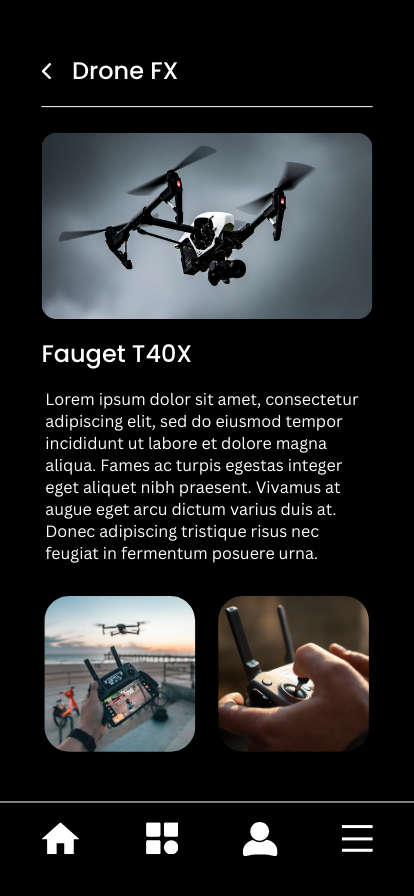 Drone FX
Fauget T40X
Lorem ipsum dolor sit amet, consectetur
adipiscing elit, sed do eiusmod tempor
incididunt ut labore et dolore magna
aliqua. Fames ac turpis egestas integer
eget aliquet nibh praesent. Vivamus at
augue eget arcu dictum varius duis at.
Donec adipiscing tristique risus nec
feugiat in fermentum posuere urna.